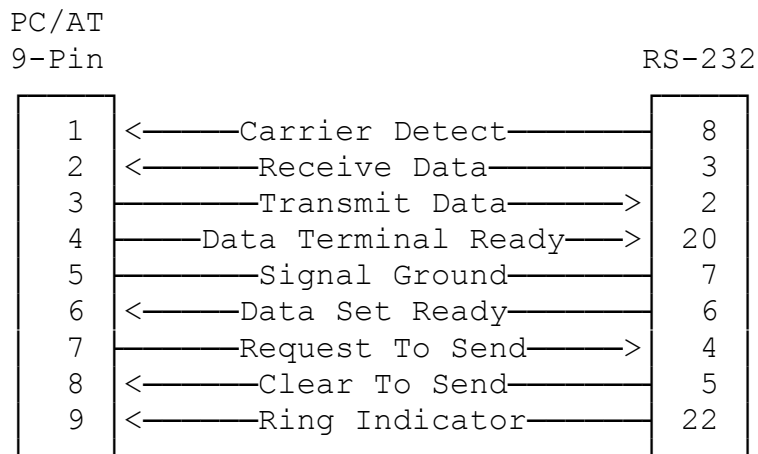 PC/AT
9-Pin RS-232
1 <─────Carrier Detect─────── 8
2 <──────Receive Data──────── 3
3 ───────Transmit Data──────> 2
4 ────Data Terminal Ready───> 20
5 ───────Signal Ground─────── 7
6 <─────Data Set Ready─────── 6
7 ──────Request To Send─────> 4
8 <──────Clear To Send─────── 5
9 <──────Ring Indicator────── 22